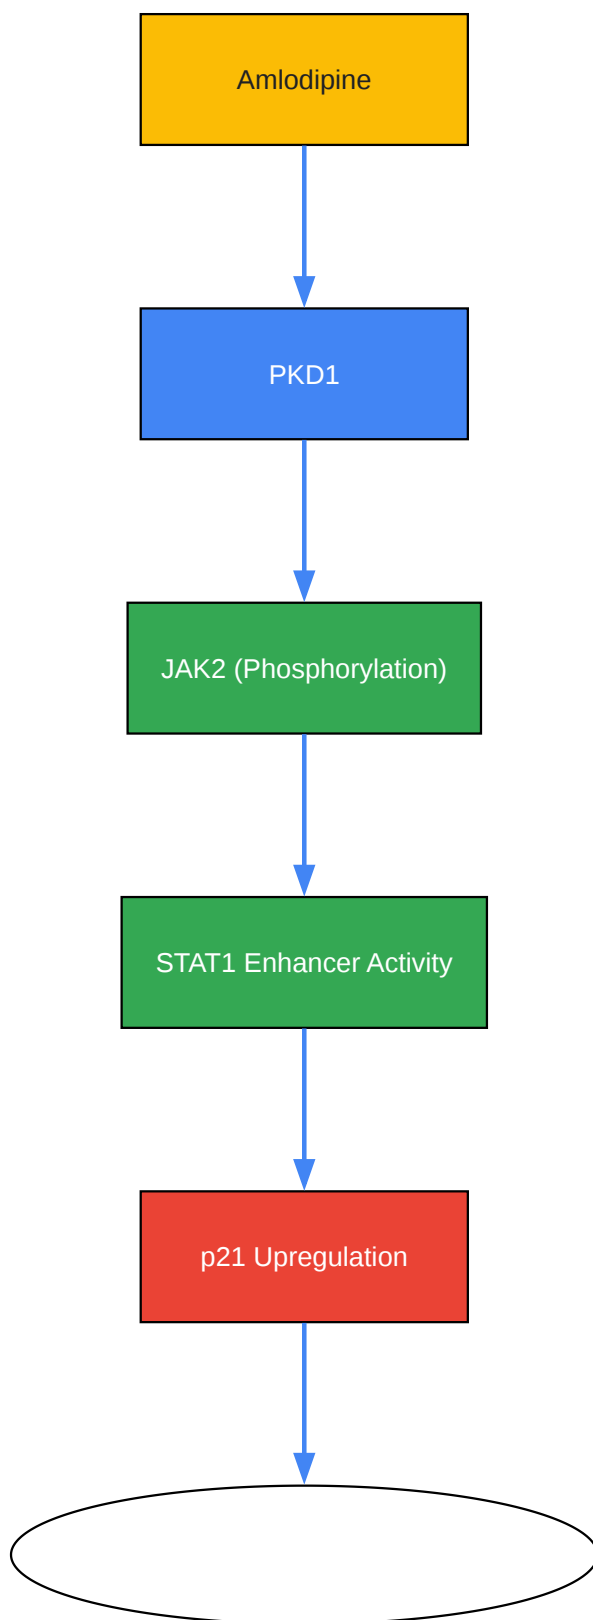 Amlodipine
PKD1
JAK2 (Phosphorylation)
STAT1 Enhancer Activity
p21 Upregulation